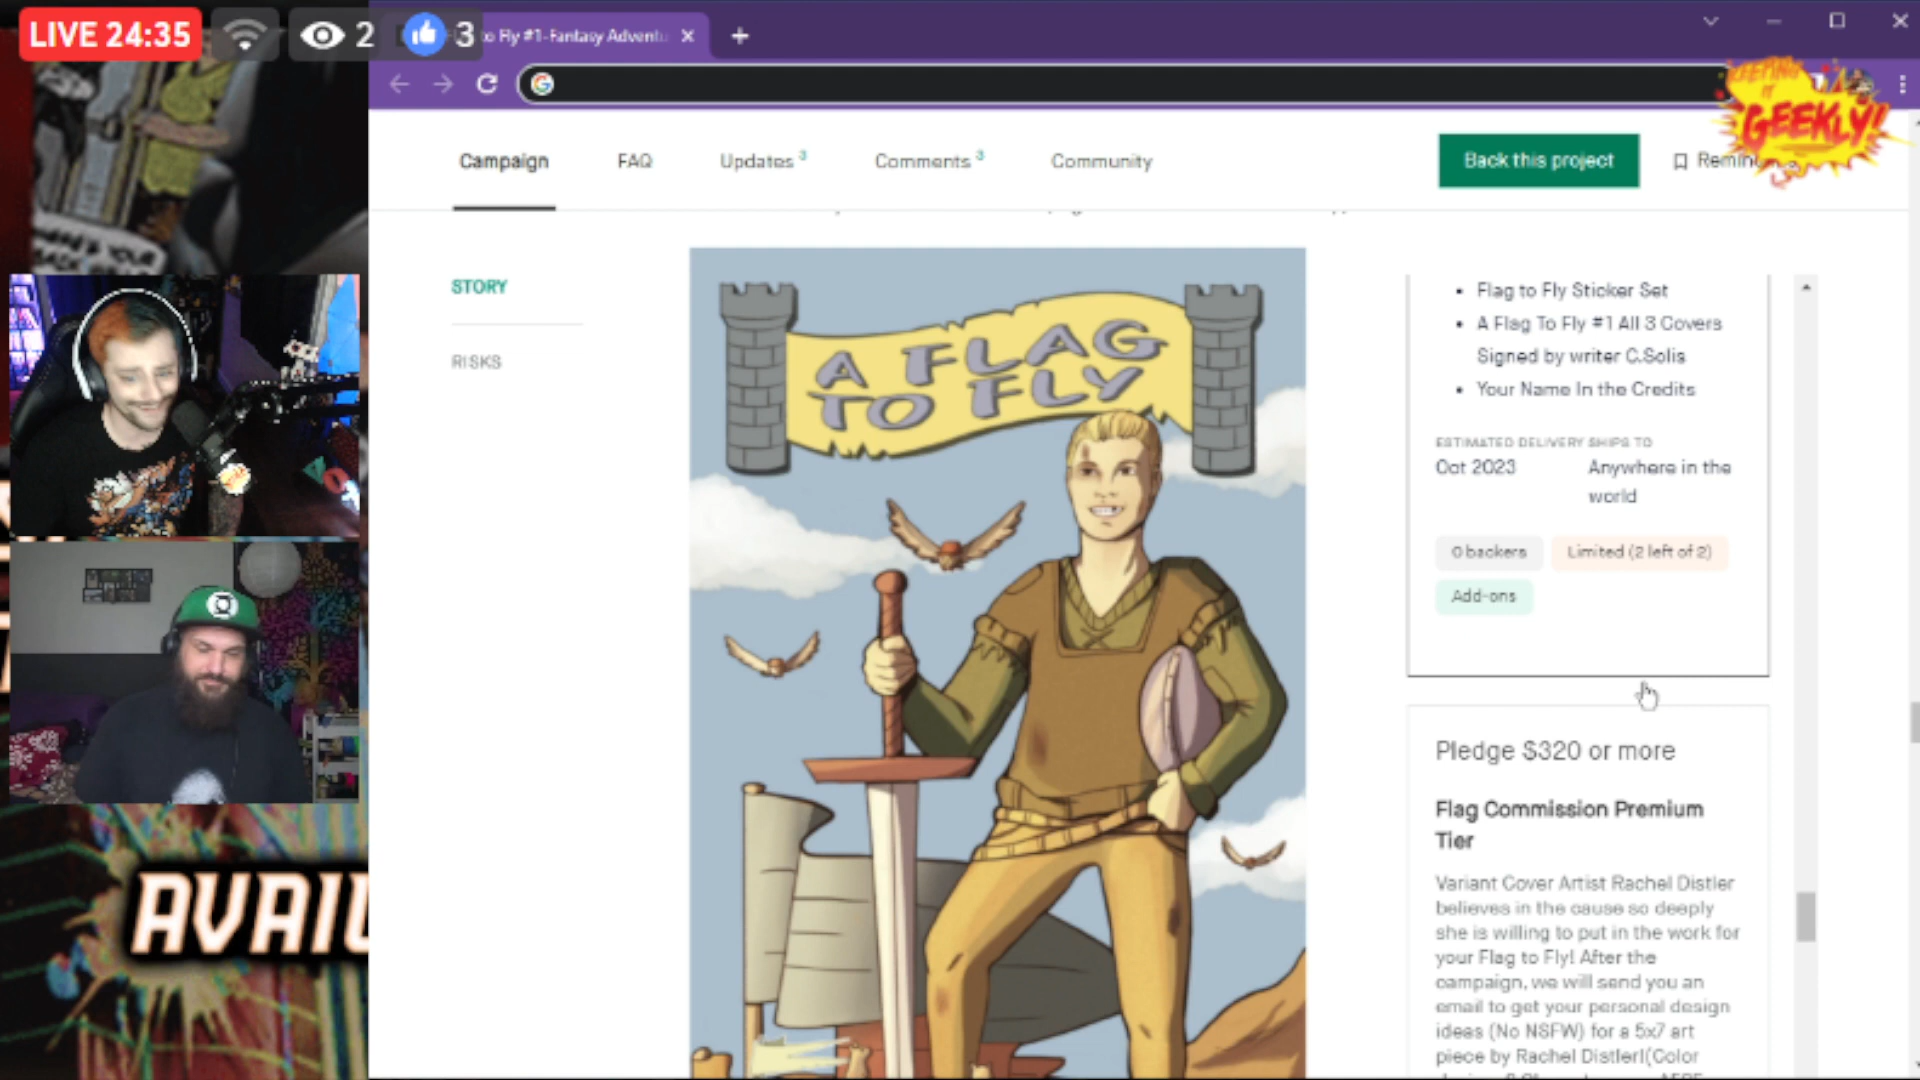 LIVE 24:35
2
3
to Fly #1-Fantasy Adventu
KEEPING
IT
GEEKLY!
Campaign
FAQ
Updates 3
Comments 3
Community
Back this project
STORY
RISKS
A FLAG
TO FLY
Flag to Fly Sticker Set
A Flag To Fly #1 All 3 Covers
Signed by writer C.Solis
Your Name In the Credits
ESTIMATED DELIVERY SHIPS TO
Oct 2023
Anywhere in the
world
0 backers
Limited (2 left of 2)
Add-ons
Pledge $320 or more
Flag Commission Premium
Tier
Variant Cover Artist Rachel Distler
believes in the cause so deeply
she is willing to put in the work for
your Flag to Fly! After the
campaign, we will send you an
email to get your personal design
ideas (No NSFW) for a 5x7 art
piece by Rachel Distler!(Color
AVAIL